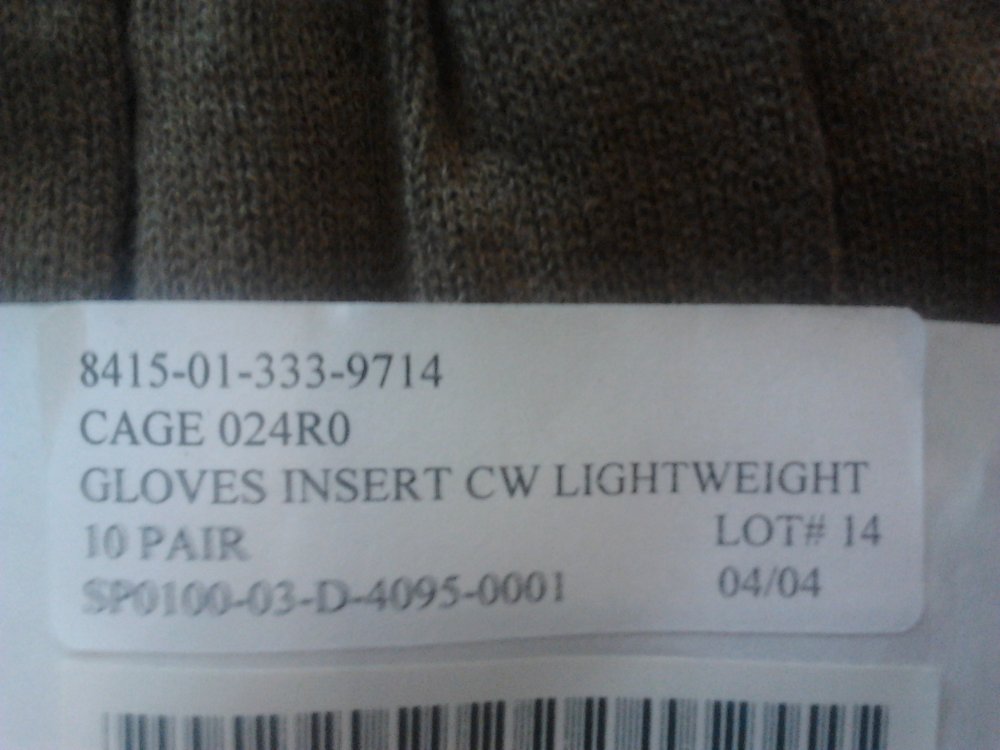 8415-01-333-9714
CAGE 024R0
GLOVES INSERT CW LIGHTWEIGHT
10 PAIR
LOT# 14
SP0100-03-D-4095-0001
04/04